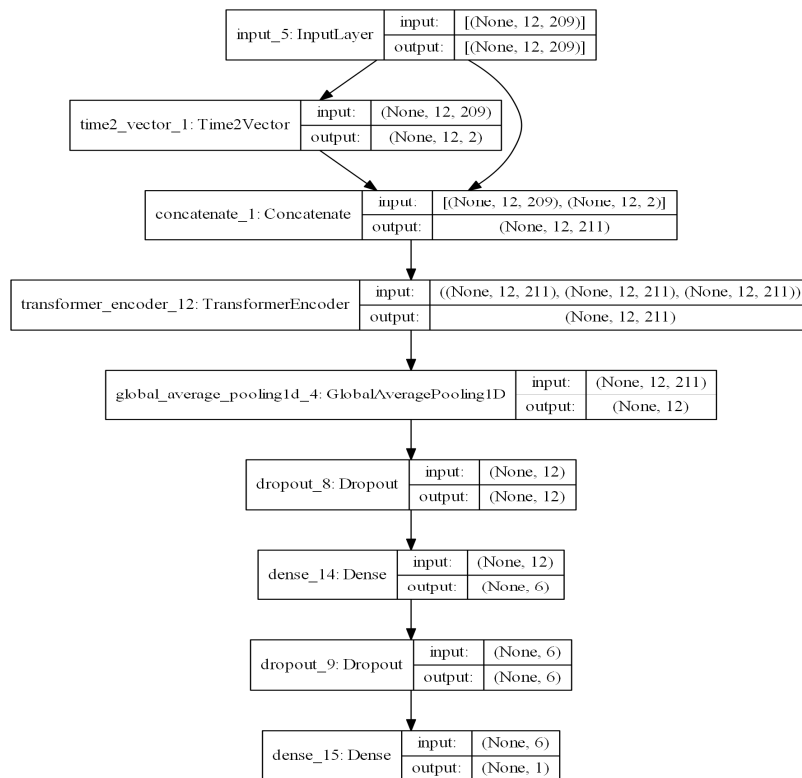 input_5: InputLayer
input: [(None, 12, 209)]
output: [(None, 12, 209)]
time2_vector_1: Time2Vector
input: (None, 12, 209)
output: (None, 12, 2)
concatenate_1: Concatenate
input: [(None, 12, 209), (None, 12, 2)]
output: (None, 12, 211)
transformer_encoder_12: TransformerEncoder
input: ((None, 12, 211), (None, 12, 211), (None, 12, 211))
output: (None, 12, 211)
global_average_pooling1d_4: GlobalAveragePooling1D
input: (None, 12, 211)
output: (None, 12)
dropout_8: Dropout
input: (None, 12)
output: (None, 12)
dense_14: Dense
input: (None, 12)
output: (None, 6)
dropout_9: Dropout
input: (None, 6)
output: (None, 6)
dense_15: Dense
input: (None, 6)
output: (None, 1)